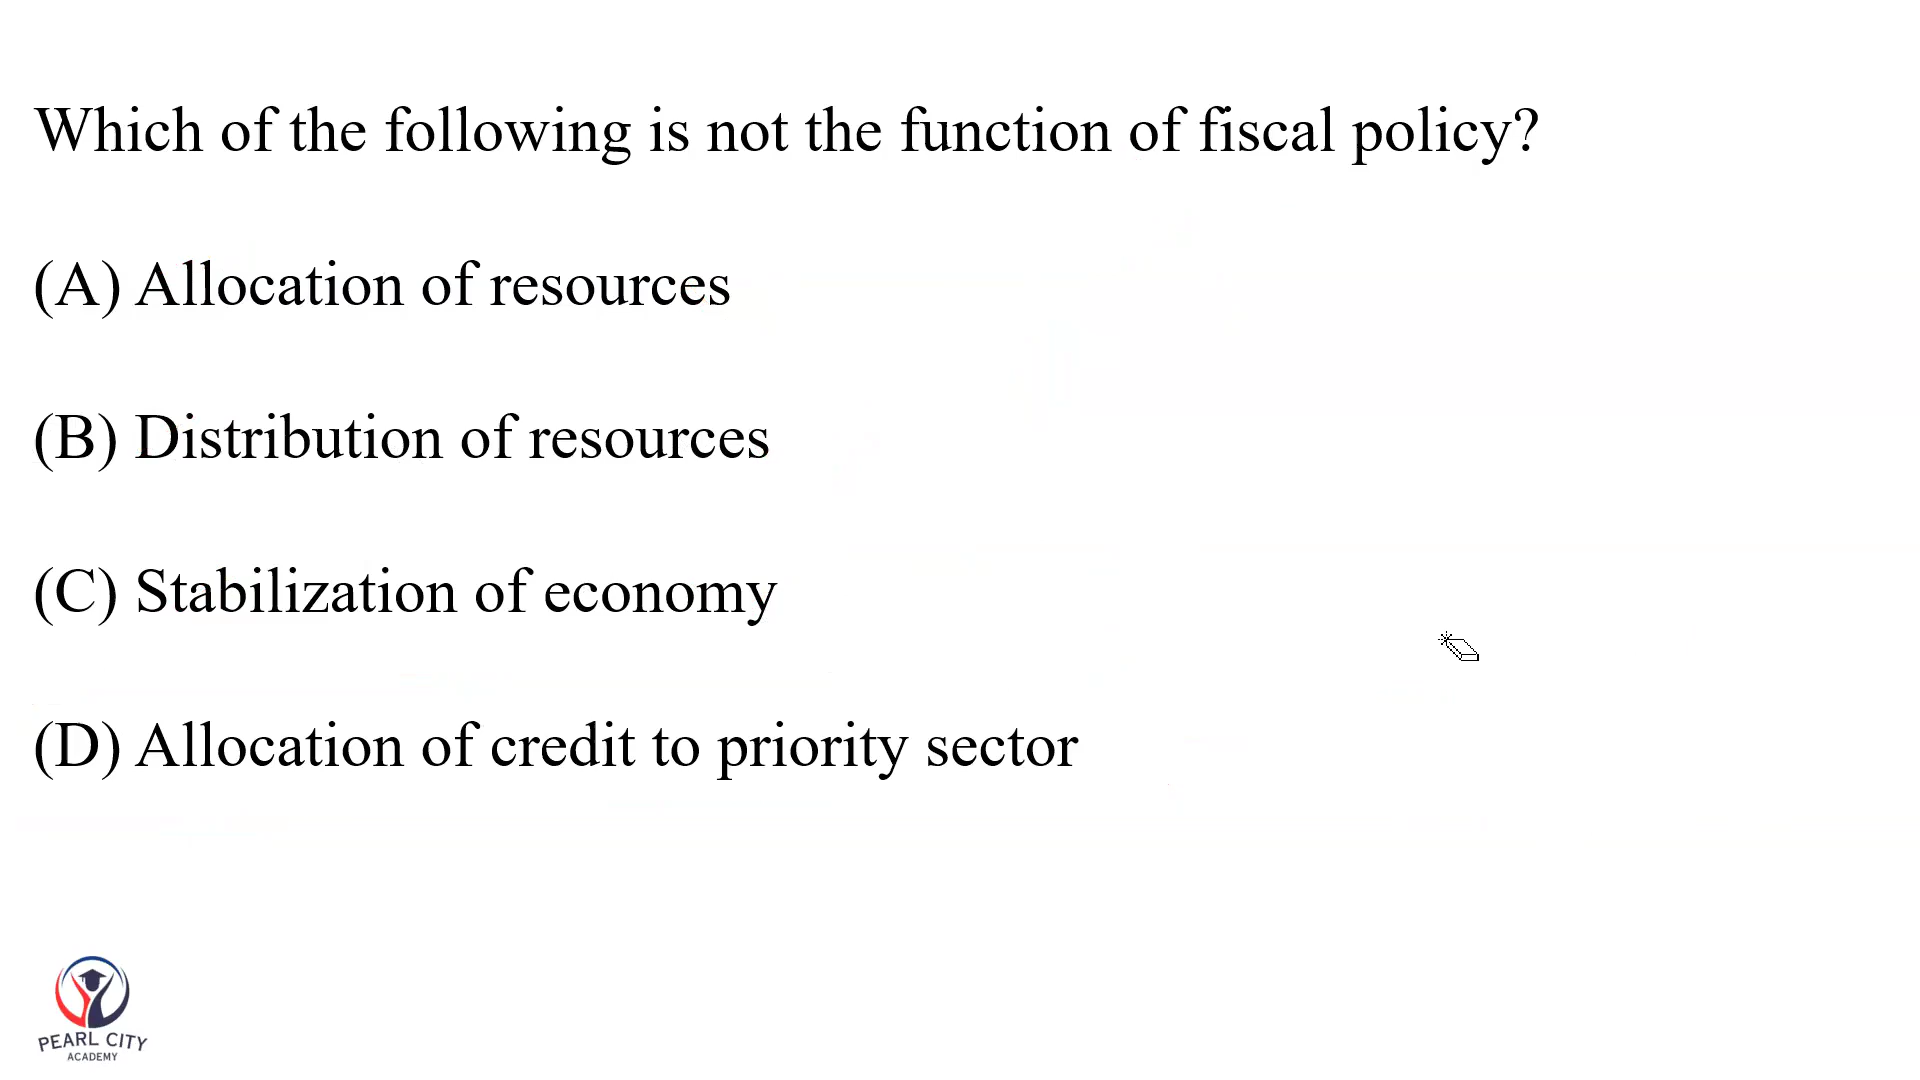 Which of the following is not the function of fiscal policy?
(A) Allocation of resources
(B) Distribution of resources
(C) Stabilization of economy
(D) Allocation of credit to priority sector
PEARL CITY
ACADEMY